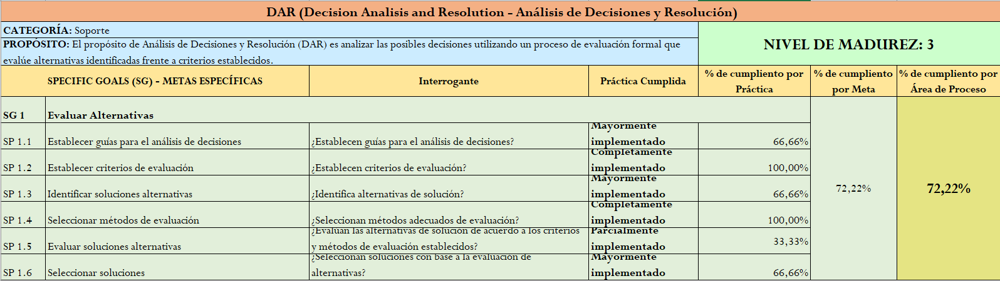 DAR (Decision Analisis and Resolution - Análisis de Decisiones y Resolución)
CATEGORÍA: Soporte
PROPÓSITO: El propósito de Análisis de Decisiones y Resolución (DAR) es analizar las posibles decisiones utilizando un proceso de evaluación formal que
evalúe alternativas identificadas frente a criterios establecidos.
NIVEL DE MADUREZ: 3
SPECIFIC GOALS (SG) - METAS ESPECÍFICAS
Interrogante
Práctica Cumplida
% de cumpliento por
Práctica
% de cumpliento
por Meta
% de cumpliento por
Área de Proceso
SG 1 Evaluar Alternativas
SP 1.1 Establecer guías para el análisis de decisiones
¿Establecen guías para el análisis de decisiones?
Mayormente
implementado
66,66%
SP 1.2 Establecer criterios de evaluación
¿Establecen criterios de evaluación?
Completamente
implementado
100,00%
SP 1.3 Identificar soluciones alternativas
¿Identifica alternativas de solución?
Mayormente
implementado
66,66%
SP 1.4 Seleccionar métodos de evaluación
¿Seleccionan métodos adecuados de evaluación?
Completamente
implementado
100,00%
SP 1.5 Evaluar soluciones alternativas
¿Evalúan las alternativas de solución de acuerdo a los criterios
y métodos de evaluación establecidos?
Parcialmente
implementado
33,33%
SP 1.6 Seleccionar soluciones
¿Seleccionan soluciones con base a la evaluación de
alternativas?
Mayormente
implementado
66,66%
72,22%
72,22%